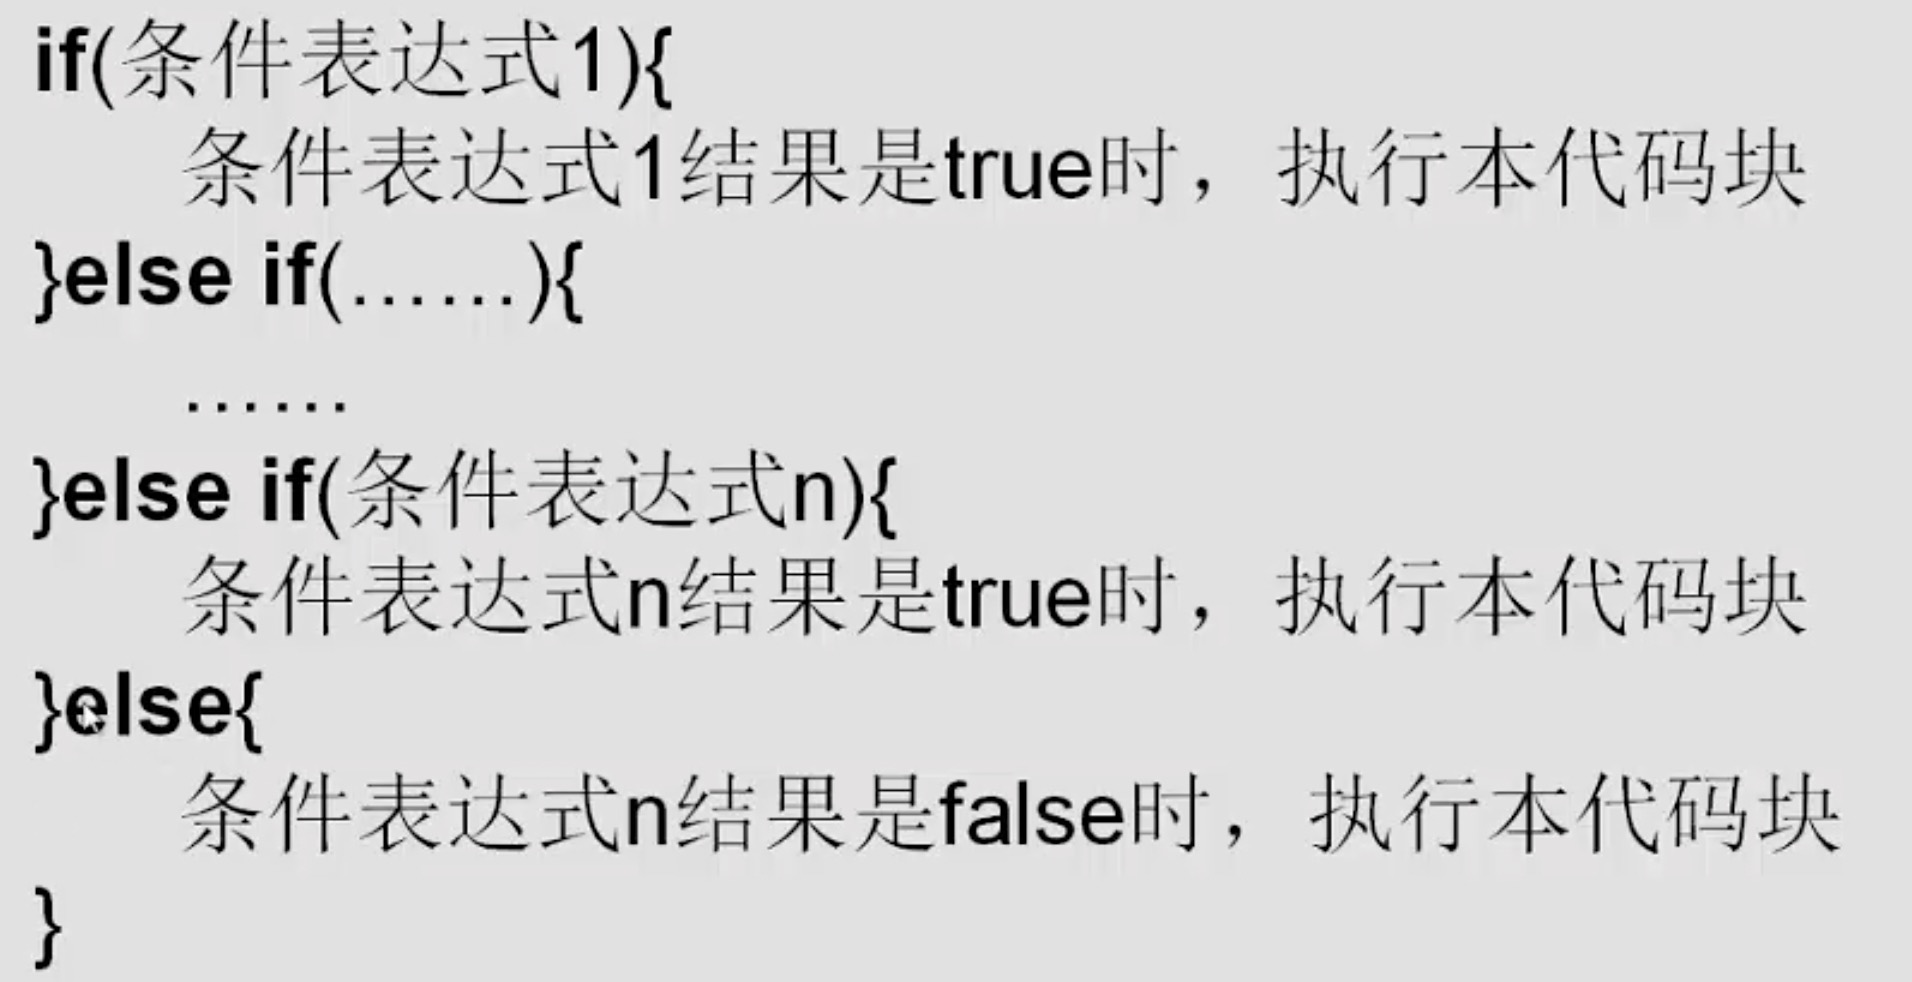 if(条件表达式1){
条件表达式1结果是true时，执行本代码块
}else if(……){
……
}else if(条件表达式n){
条件表达式n结果是true时，执行本代码块
}else{
条件表达式n结果是false时，执行本代码块
}